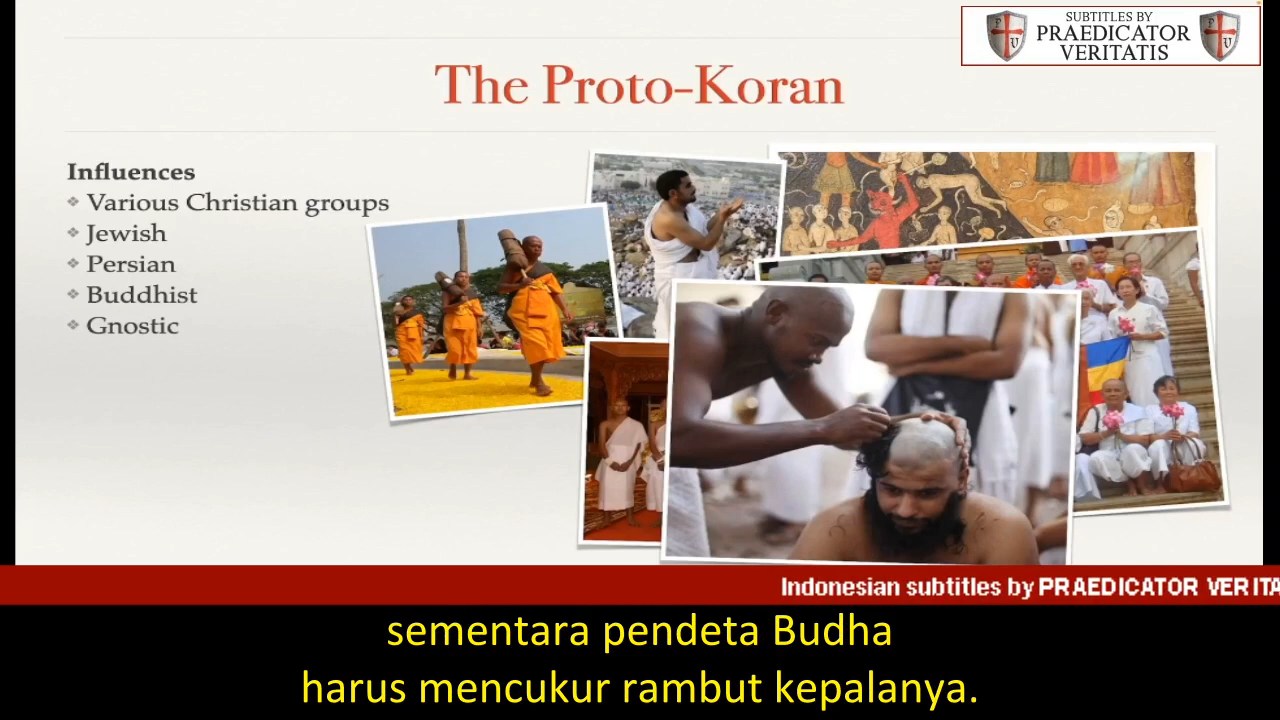 SUBTITLES BY
PRAEDICATOR
VERITATIS
The Proto-Koran
Influences
Various Christian groups
Jewish
Persian
Buddhist
Gnostic
Indonesian subtitles by PRAEDICATOR VERITA
sementara pendeta Budha
harus mencukur rambut kepalanya.